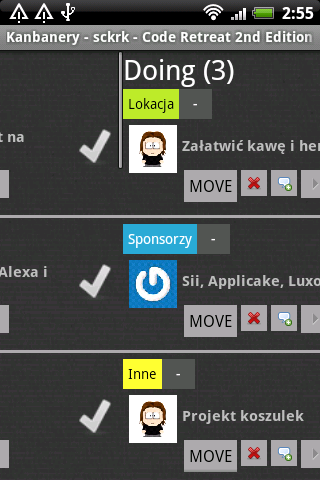 2:55
Kanbanery - sckrk - Code Retreat 2nd Edition
Doing (3)
Lokacja -
t na
Załatwić kawę i her
MOVE
Sponsorzy -
Alexa i
Sii, Applicake, Luxo
MOVE
Inne -
Projekt koszulek
MOVE